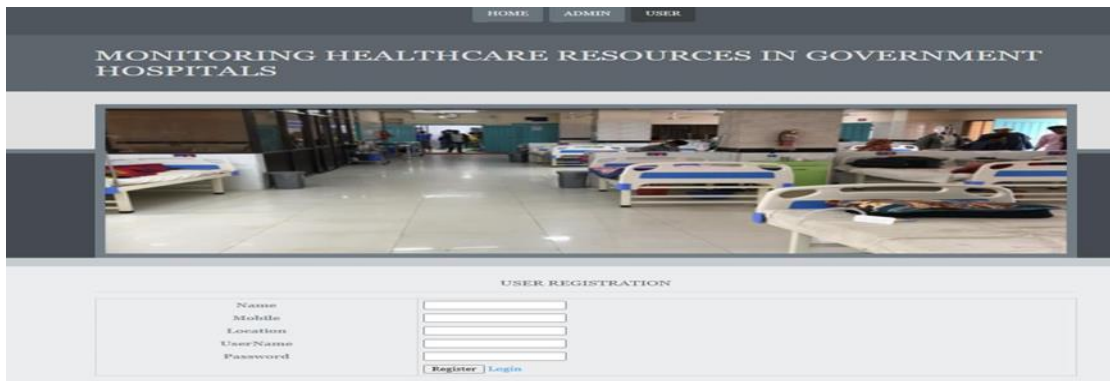 HOME ADMIN USER
MONITORING HEALTHCARE RESOURCES IN GOVERNMENT
HOSPITALS
USER REGISTRATION
Name
Mobile
Location
UserName
Password
Register Login